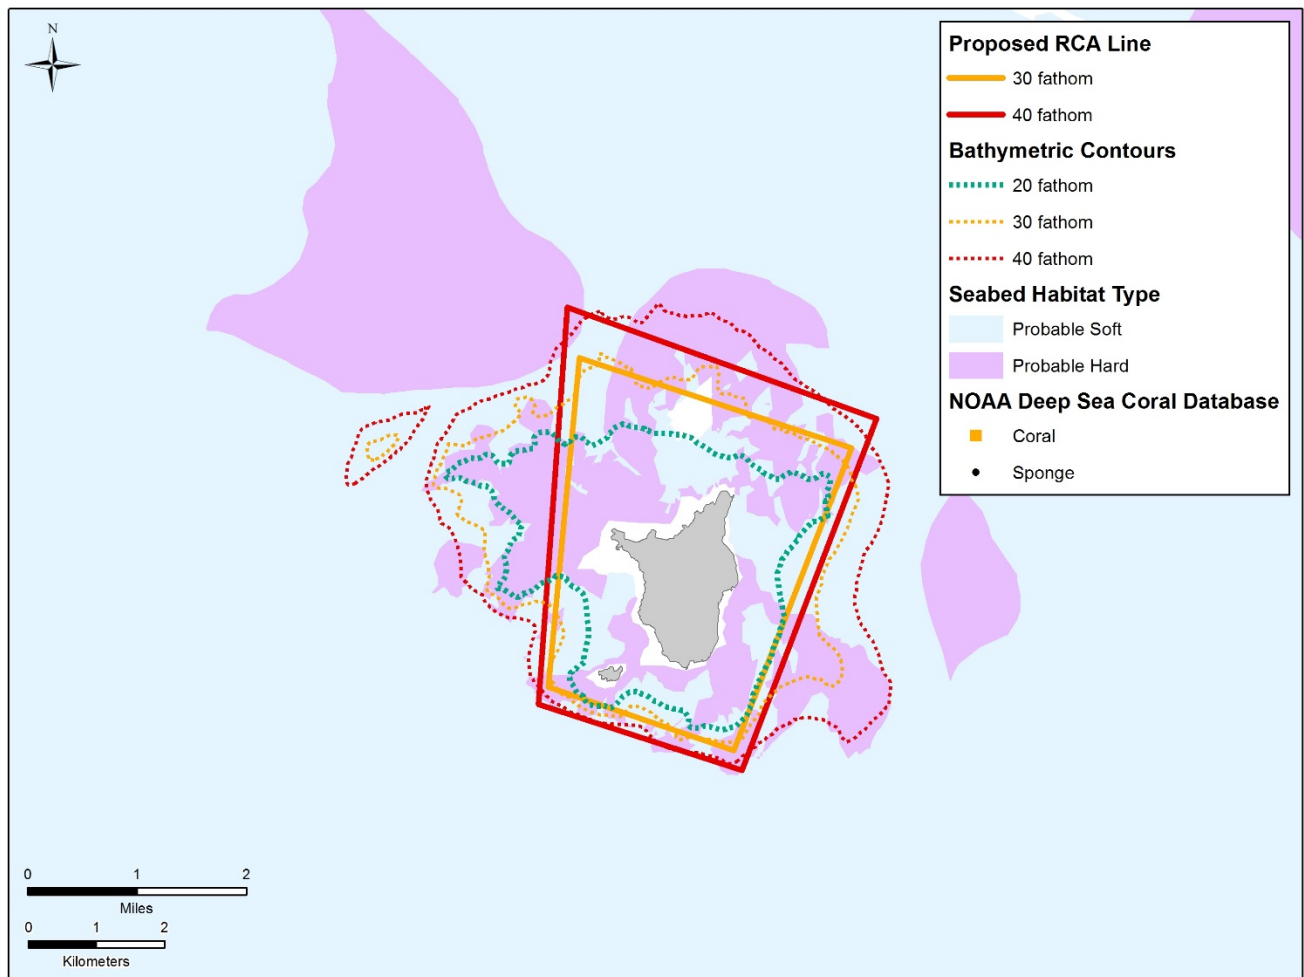 N
Proposed RCA Line
30 fathom
40 fathom
Bathymetric Contours
20 fathom
30 fathom
40 fathom
Seabed Habitat Type
Probable Soft
Probable Hard
NOAA Deep Sea Coral Database
Coral
Sponge
0 1 2
Miles
0 1 2
Kilometers